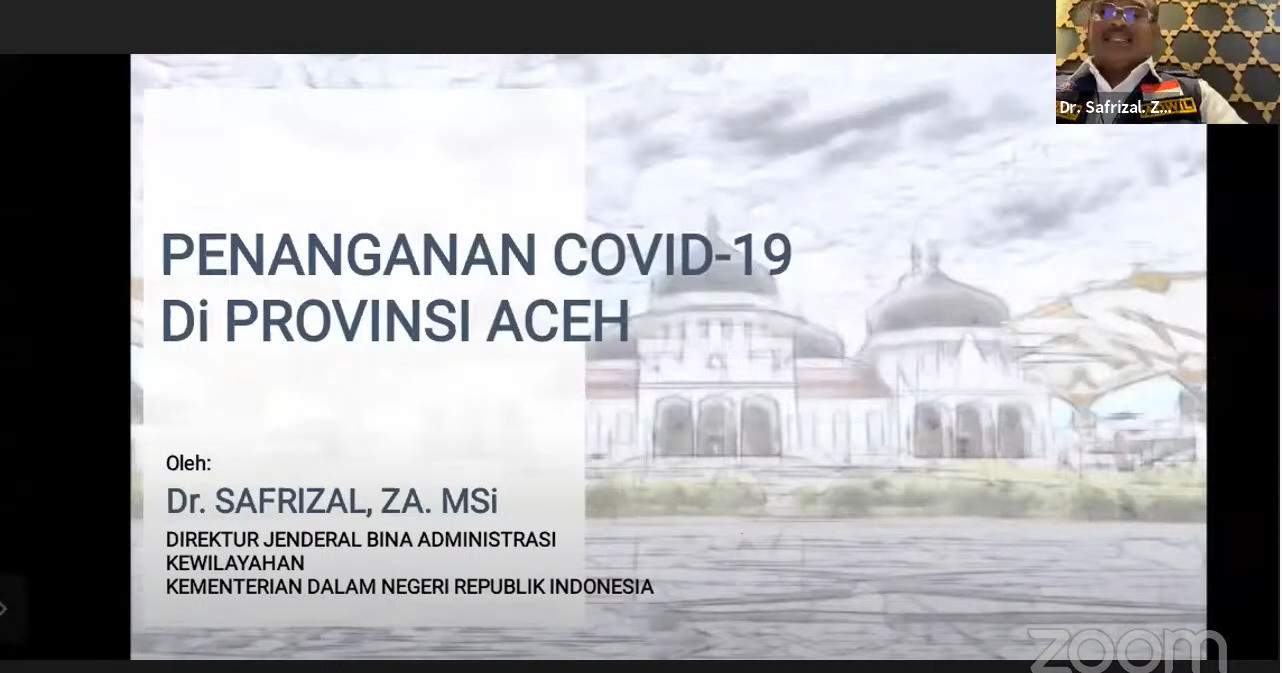 Dr. Safrizal. Z...
PENANGANAN COVID-19
Di PROVINSI ACEH
Oleh:
Dr. SAFRIZAL, ZA. MSi
DIREKTUR JENDERAL BINA ADMINISTRASI
KEWILAYAHAN
KEMENTERIAN DALAM NEGERI REPUBLIK INDONESIA
zoom